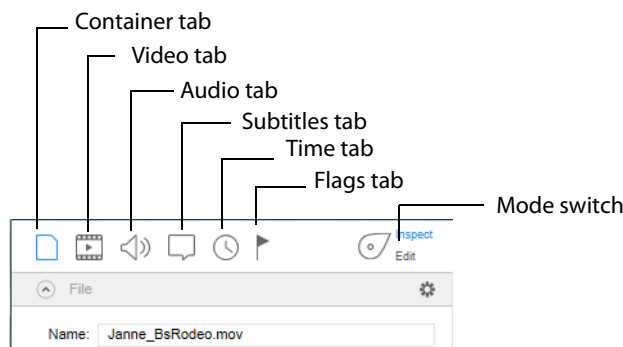 Container tab
Video tab
Audio tab
Subtitles tab
Time tab
Flags tab
Mode switch
Inspect
Edit
File
Name: Janne_BsRodeo.mov